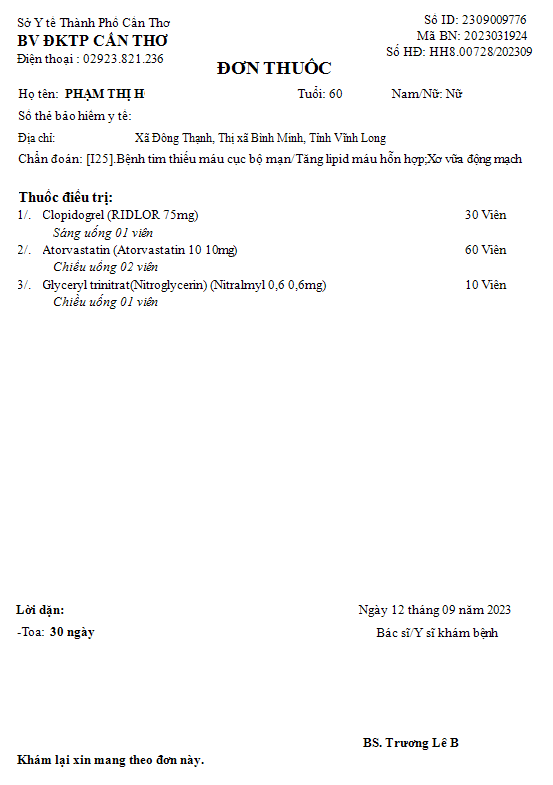 Sở Y tế Thành Phố Cần Thơ
Số ID: 2309009776
BV ĐKTP CẦN THƠ
Mã BN: 2023031924
Điện thoại : 02923.821.236
Số HĐ: HH8.00728/202309
ĐƠN THUỐC
Họ tên: PHẠM THỊ H
Tuổi: 60
Nam/Nữ: Nữ
Số thẻ bảo hiểm y tế:
Địa chỉ: Xã Đông Thạnh, Thị xã Bình Minh, Tỉnh Vĩnh Long
Chẩn đoán: [I25].Bệnh tim thiếu máu cục bộ mạn/Tăng lipid máu hỗn hợp;Xơ vữa động mạch
Thuốc điều trị:
1/. Clopidogrel (RIDLOR 75mg) 30 Viên
Sáng uống 01 viên
2/. Atorvastatin (Atorvastatin 10 10mg) 60 Viên
Chiều uống 02 viên
3/. Glyceryl trinitrat(Nitroglycerin) (Nitralmyl 0,6 0,6mg) 10 Viên
Chiều uống 01 viên
Lời dặn:
Ngày 12 tháng 09 năm 2023
-Toa: 30 ngày
Bác sĩ/Y sĩ khám bệnh
BS. Trương Lê B
Khám lại xin mang theo đơn này.